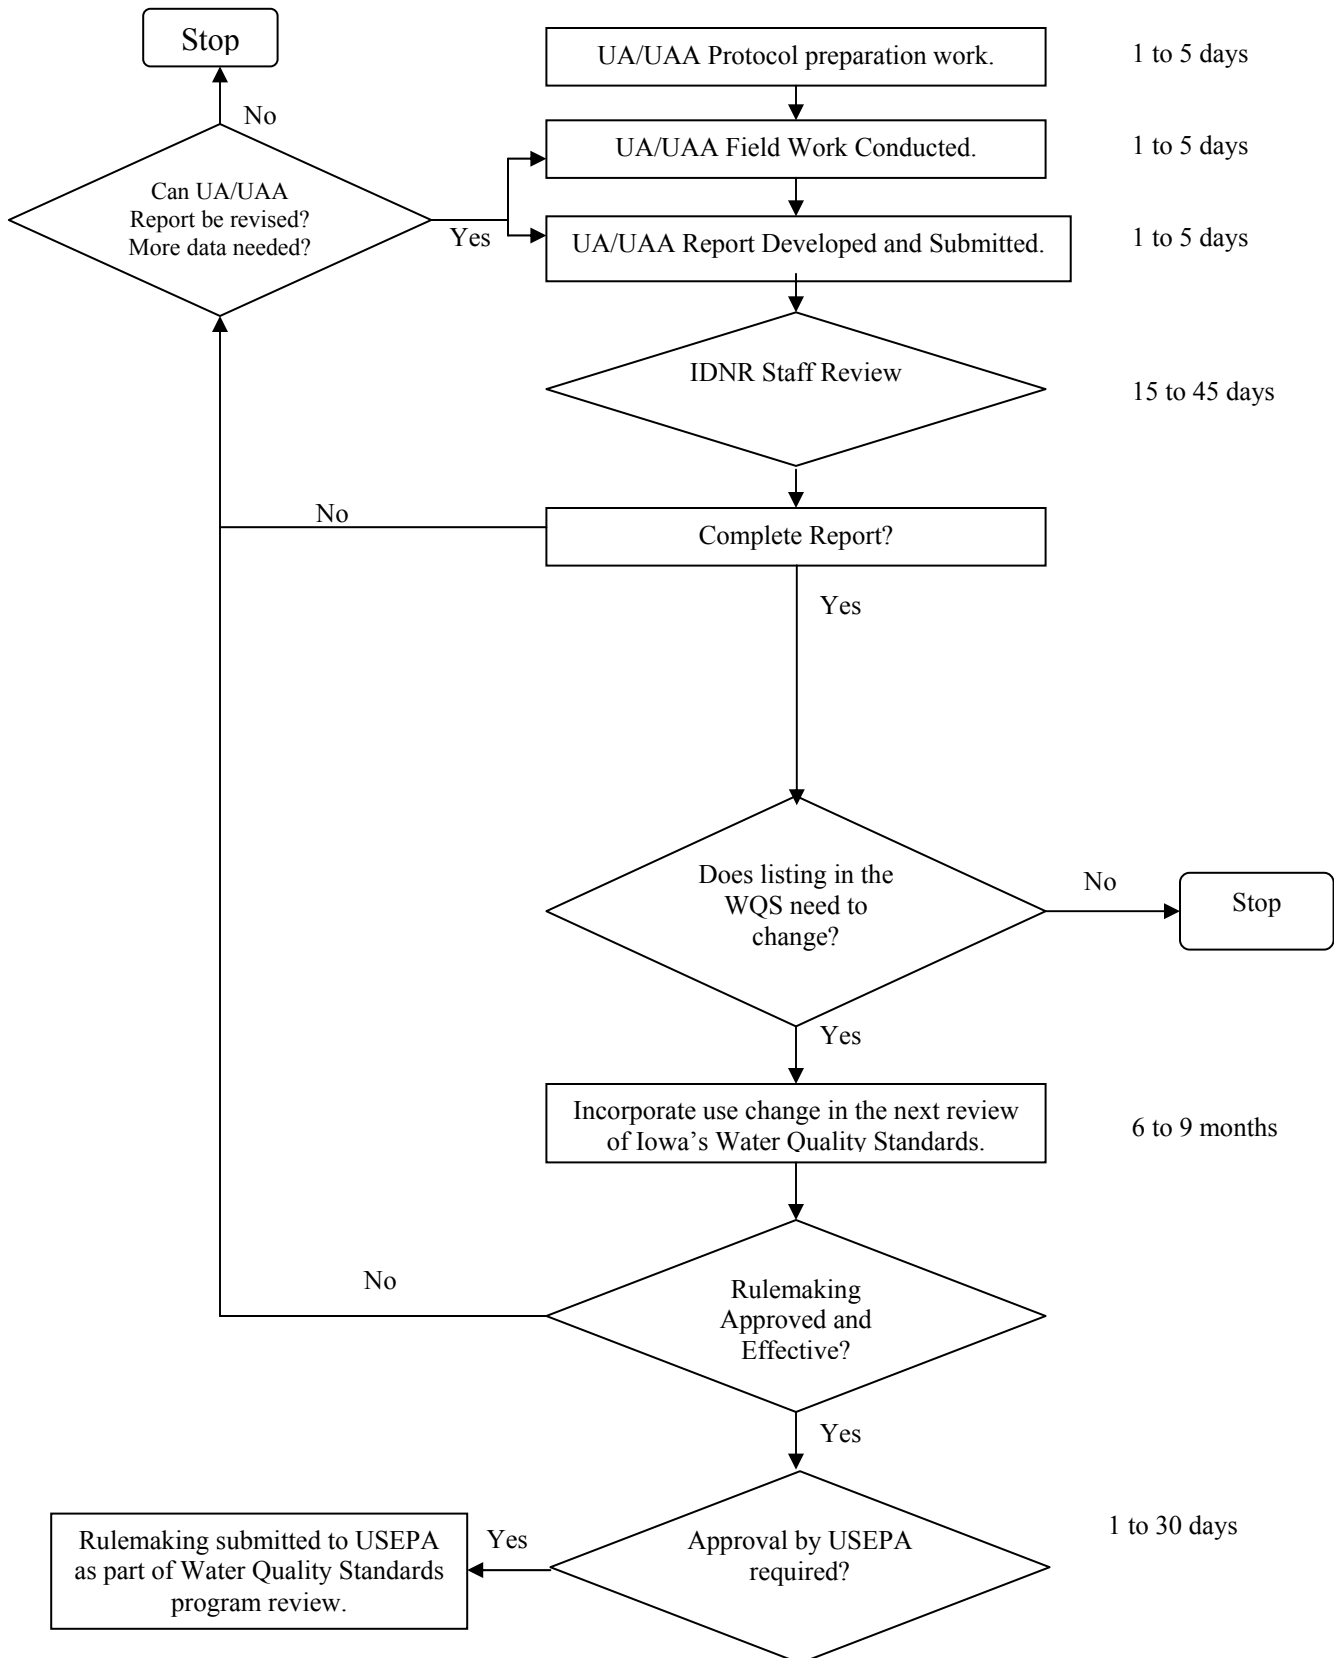 Stop
UA/UAA Protocol preparation work.
1 to 5 days
No
UA/UAA Field Work Conducted.
1 to 5 days
Can UA/UAA
Report be revised?
More data needed?
Yes
UA/UAA Report Developed and Submitted.
1 to 5 days
IDNR Staff Review
15 to 45 days
No
Complete Report?
Yes
Does listing in the
WQS need to
change?
No
Stop
Yes
Incorporate use change in the next review
of Iowa's Water Quality Standards.
6 to 9 months
No
Rulemaking
Approved and
Effective?
Yes
Rulemaking submitted to USEPA
as part of Water Quality Standards
program review.
Yes
Approval by USEPA
required?
1 to 30 days